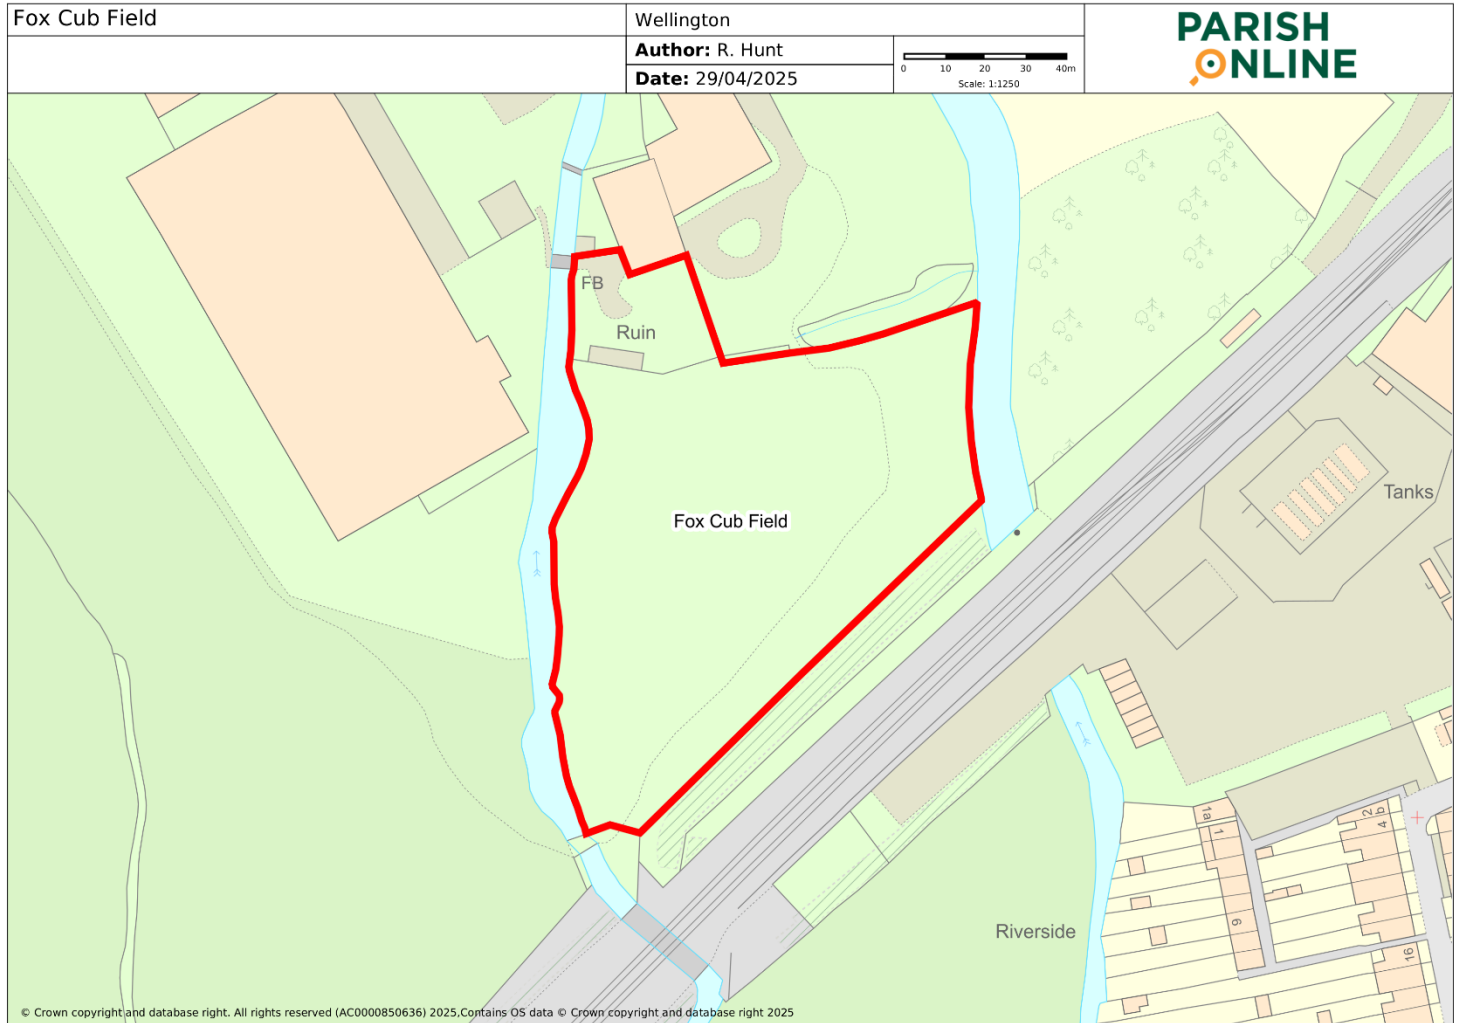 Fox Cub Field
Wellington
Author: R. Hunt
Date: 29/04/2025
0 10 20 30 40m
Scale: 1:1250
PARISH
ONLINE
FB
Ruin
Fox Cub Field
Tanks
Riverside
1a
1
9
2
4
b
16
© Crown copyright and database right. All rights reserved (AC0000850636) 2025,Contains OS data © Crown copyright and database right 2025